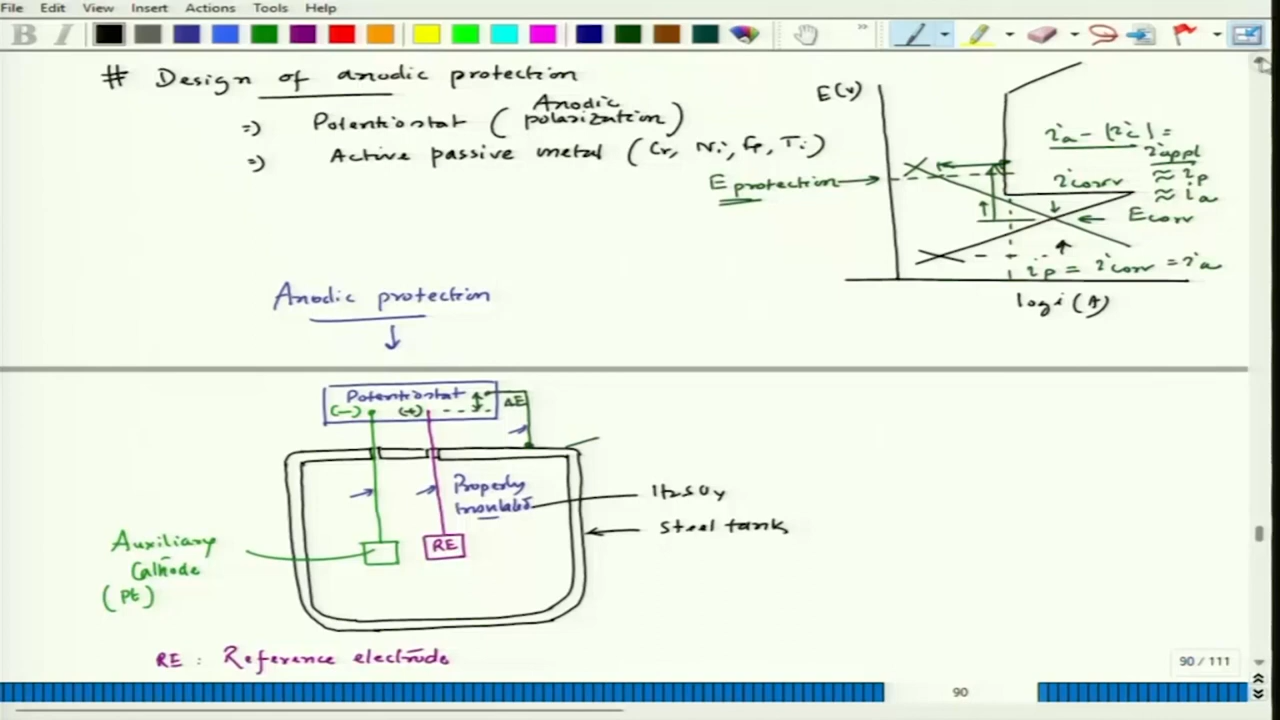 File Edit View Insert Actions Tools Help
B I
# Design of anodic protection
=) Potentiostat (Anodic polarization)
=) Active passive metal (Cr, Ni, Fe, Ti)
E(V)
E protection
ia - |ic| =
iappl
≈ ip
≈ ia
icorr
Ecorr
ip = icorr = ia
log i (A)
Anodic protection
Potentiostat
(-) (+) ΔE
Properly
insulated
H2SO4
Steel tank
Auxiliary
Cathode
(Pt)
RE
RE : Reference electrode
90 / 111
90